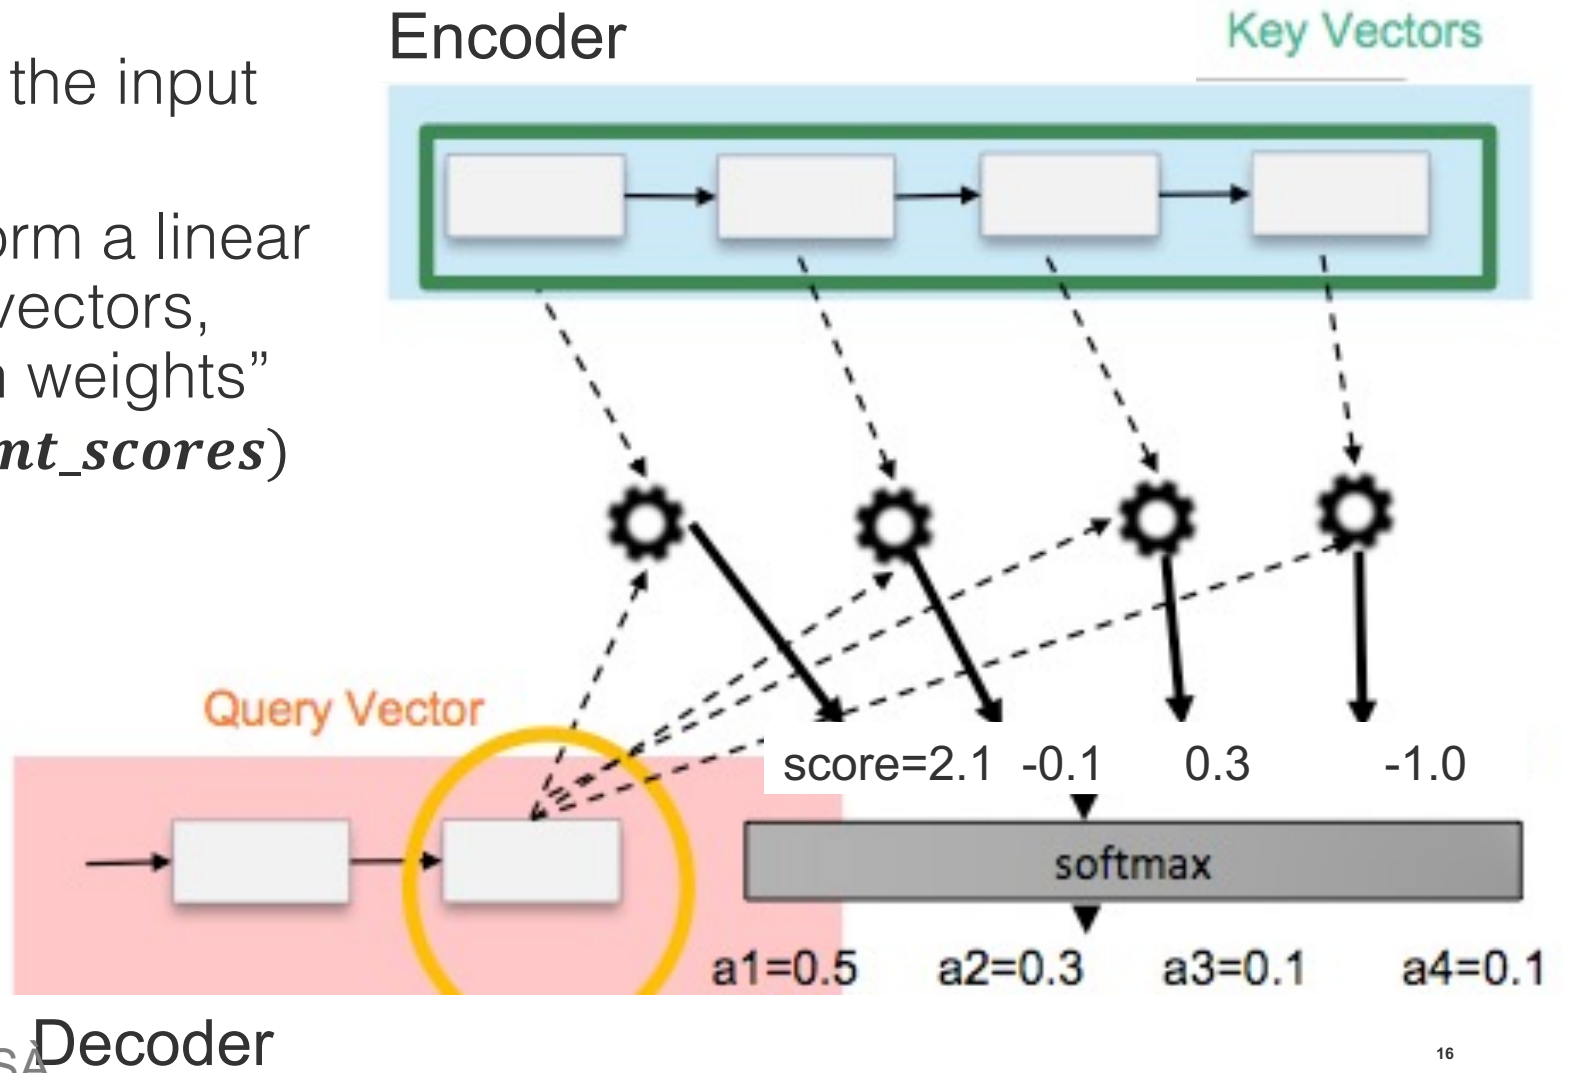 Encoder
Key Vectors
the input
orm a linear
vectors,
weights”
nt_scores)
Query Vector
score=2.1 -0.1 0.3 -1.0
softmax
a1=0.5 a2=0.3 a3=0.1 a4=0.1
Decoder
16